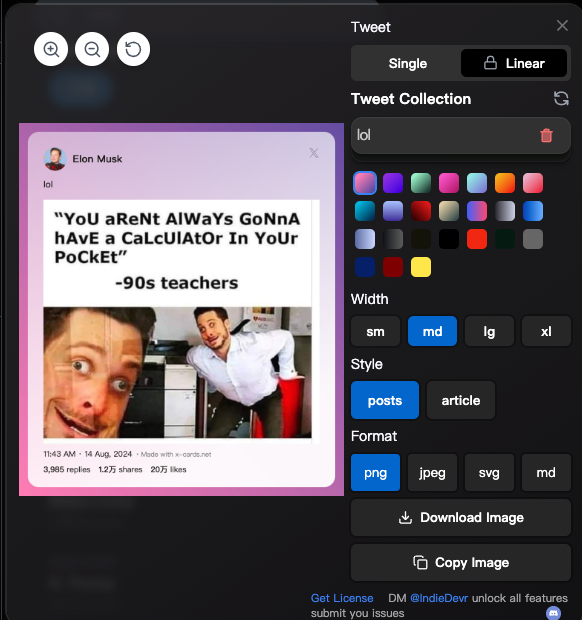 Tweet
Single
Linear
Tweet Collection
lol
Elon Musk
lol
“YoU aReNt AlWaYs GoNnA
hAvE a CaLcUlAtOr In YoUr
PoCkEt”
-90s teachers
11:43 AM · 14 Aug, 2024 · Made with x-cards.net
3,985 replies 1.2万 shares 20万 likes
Width
sm
md
lg
xl
Style
posts
article
Format
png
jpeg
svg
md
Download Image
Copy Image
Get License DM @IndieDevr unlock all features
submit you issues